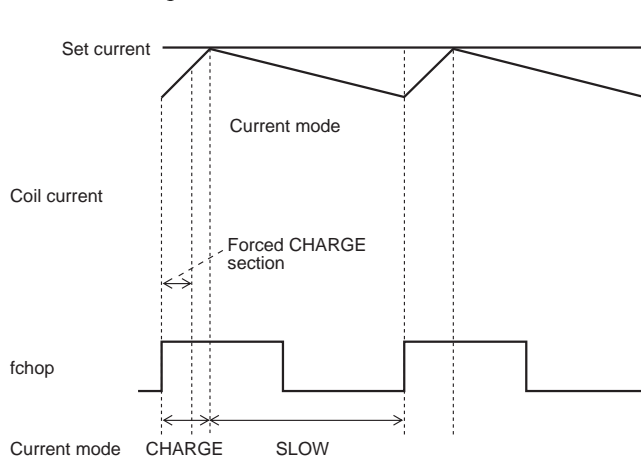 Set current
Current mode
Coil current
Forced CHARGE
section
fchop
Current mode CHARGE SLOW